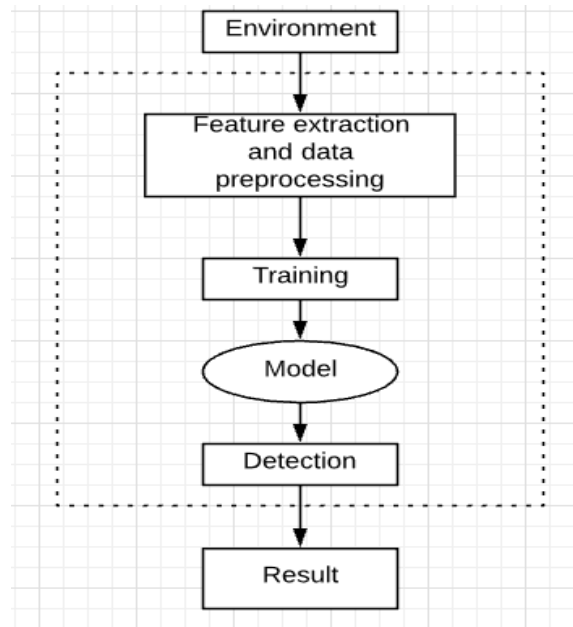 Environment
Feature extraction
and data
preprocessing
Training
Model
Detection
Result